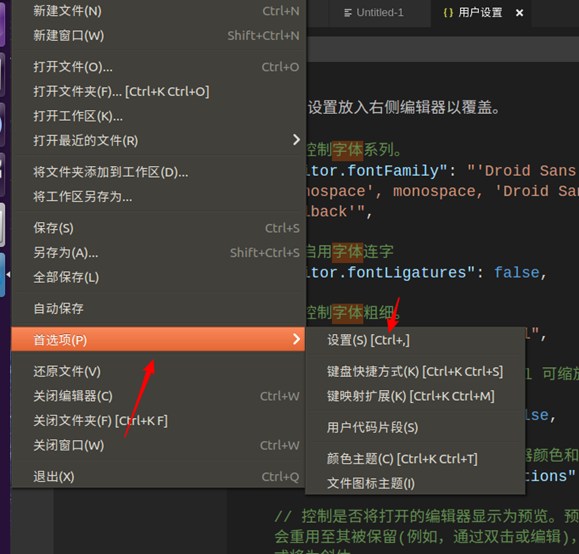 新建文件(N) Ctrl+N
新建窗口(W) Shift+Ctrl+N
打开文件(O)... Ctrl+O
打开文件夹(F)... [Ctrl+K Ctrl+O]
打开工作区(K)...
打开最近的文件(R)
将文件夹添加到工作区(D)...
将工作区另存为...
保存(S) Ctrl+S
另存为(A)... Shift+Ctrl+S
全部保存(L)
自动保存
首选项(P)
还原文件(V)
关闭编辑器(C) Ctrl+W
关闭文件夹(F) [Ctrl+K F]
关闭窗口(W) Ctrl+W
退出(X) Ctrl+Q
设置(S) [Ctrl+,]
键盘快捷方式(K) [Ctrl+K Ctrl+S]
键映射扩展(K) [Ctrl+K Ctrl+M]
用户代码片段(S)
颜色主题(C) [Ctrl+K Ctrl+T]
文件图标主题(I)
Untitled-1
{ } 用户设置 ×
设置放入右侧编辑器以覆盖。
控制字体系列。
tor.fontFamily": "'Droid Sans
nospace', monospace, 'Droid San
lback'",
启用字体连字
tor.fontLigatures": false,
控制字体粗细。
l",
l 可缩放
lse,
器颜色和
tions"
// 控制是否将打开的编辑器显示为预览。预
会重用至其被保留(例如，通过双击或编辑)，